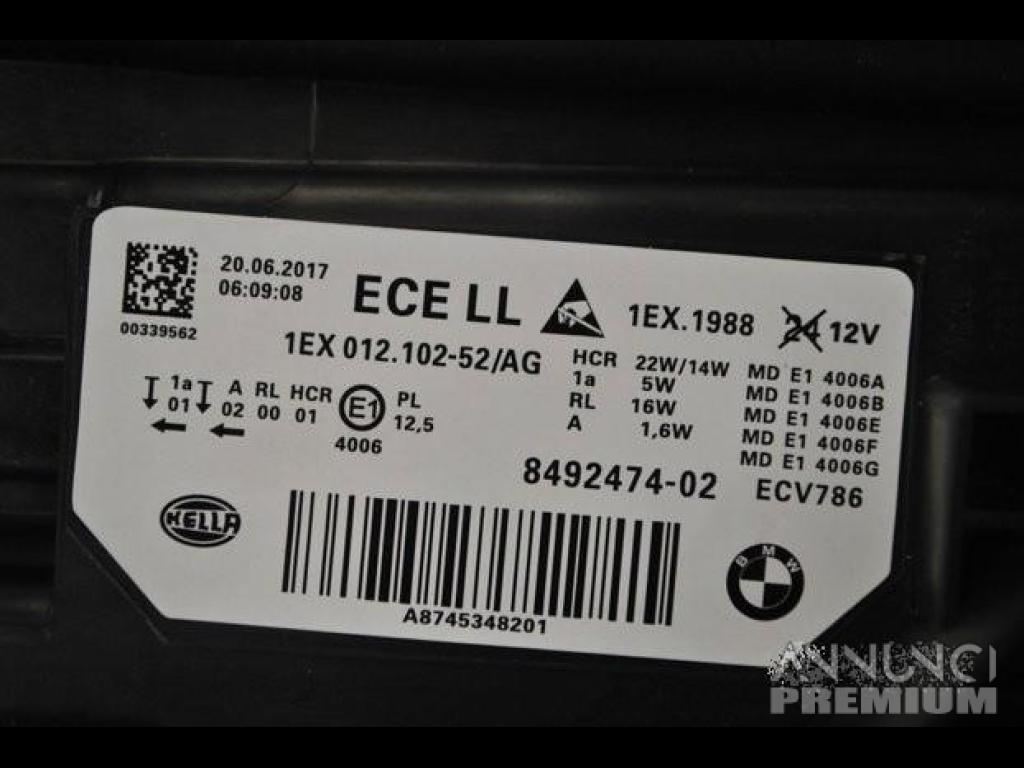 20.06.2017
06:09:08
00339562
ECE LL
1EX.1988 24 12V
1EX 012.102-52/AG
HCR 22W/14W MD E1 4006A
1a 5W MD E1 4006B
RL 16W MD E1 4006E
A 1,6W MD E1 4006F
MD E1 4006G
1a A RL HCR E1 PL
01 02 00 01 12,5
4006
8492474-02 ECV786
HELLA
A8745348201
BMW
ANNUNCI
PREMIUM